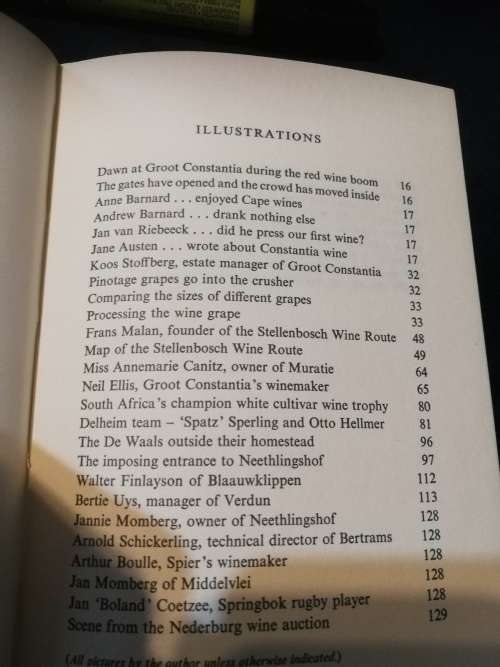 ILLUSTRATIONS
Dawn at Groot Constantia during the red wine boom 16
The gates have opened and the crowd has moved inside 16
Anne Barnard . . . enjoyed Cape wines 17
Andrew Barnard . . . drank nothing else 17
Jan van Riebeeck . . . did he press our first wine? 17
Jane Austen . . . wrote about Constantia wine 17
Koos Stoffberg, estate manager of Groot Constantia 32
Pinotage grapes go into the crusher 32
Comparing the sizes of different grapes 33
Processing the wine grape 33
Frans Malan, founder of the Stellenbosch Wine Route 48
Map of the Stellenbosch Wine Route 49
Miss Annemarie Canitz, owner of Muratie 64
Neil Ellis, Groot Constantia's winemaker 65
South Africa's champion white cultivar wine trophy 80
Delheim team – 'Spatz' Sperling and Otto Hellmer 81
The De Waals outside their homestead 96
The imposing entrance to Neethlingshof 97
Walter Finlayson of Blaauwklippen 112
Bertie Uys, manager of Verdun 113
Jannie Momberg, owner of Neethlingshof 128
Arnold Schickerling, technical director of Bertrams 128
Arthur Boulle, Spier's winemaker 128
Jan Momberg of Middelvlei 128
Jan 'Boland' Coetzee, Springbok rugby player 128
Scene from the Nederburg wine auction 129
(All pictures by the author unless otherwise indicated.)